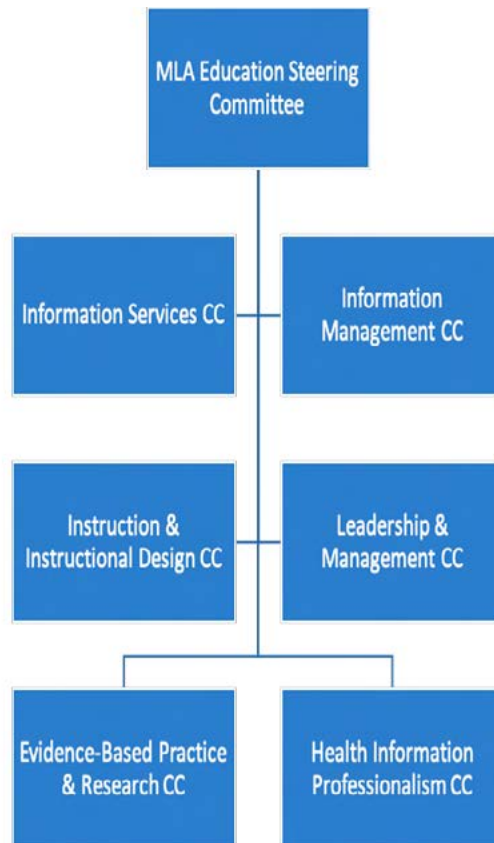 MLA Education Steering
Committee
Information Services CC
Information
Management CC
Instruction &
Instructional Design CC
Leadership &
Management CC
Evidence-Based Practice
& Research CC
Health Information
Professionalism CC